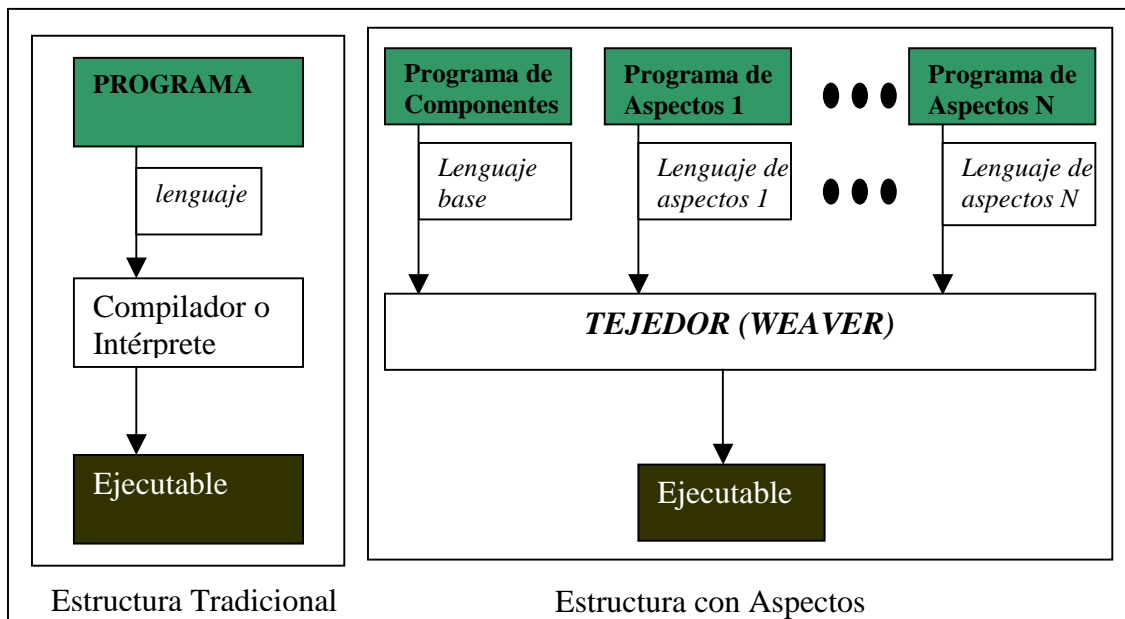 PROGRAMA
lenguaje
Compilador o
Intérprete
Ejecutable
Estructura Tradicional
Programa de
Componentes
Programa de
Aspectos 1
Programa de
Aspectos N
Lenguaje
base
Lenguaje de
aspectos 1
Lenguaje de
aspectos N
TEJEDOR (WEAVER)
Ejecutable
Estructura con Aspectos